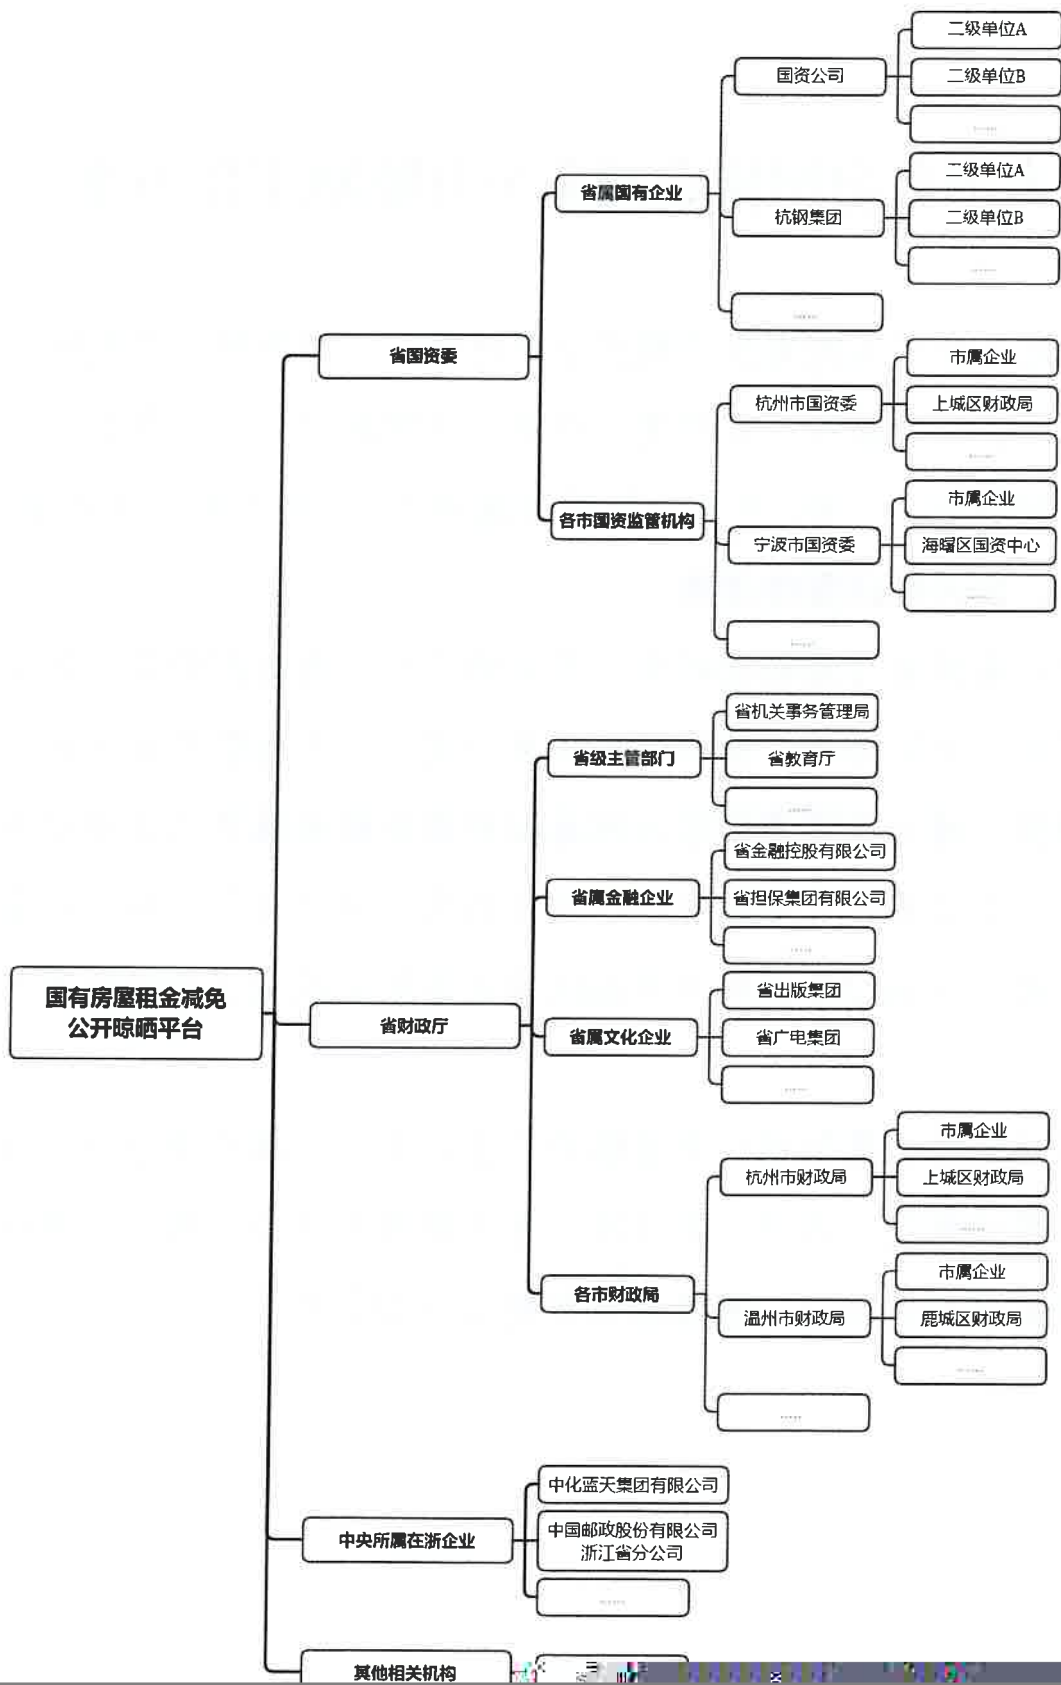 二级单位A
国资公司
二级单位B
......
二级单位A
省属国有企业
杭钢集团
二级单位B
......
......
省国资委
市属企业
杭州市国资委
上城区财政局
......
市属企业
各市国资监管机构
宁波市国资委
海曙区国资中心
......
......
省机关事务管理局
省级主管部门
省教育厅
......
省金融控股有限公司
省属金融企业
省担保集团有限公司
......
国有房屋租金减免
公开晾晒平台
省财政厅
省出版集团
省属文化企业
省广电集团
......
市属企业
杭州市财政局
上城区财政局
......
市属企业
各市财政局
温州市财政局
鹿城区财政局
......
......
中化蓝天集团有限公司
中央所属在浙企业
中国邮政股份有限公司
浙江省分公司
......
其他相关机构